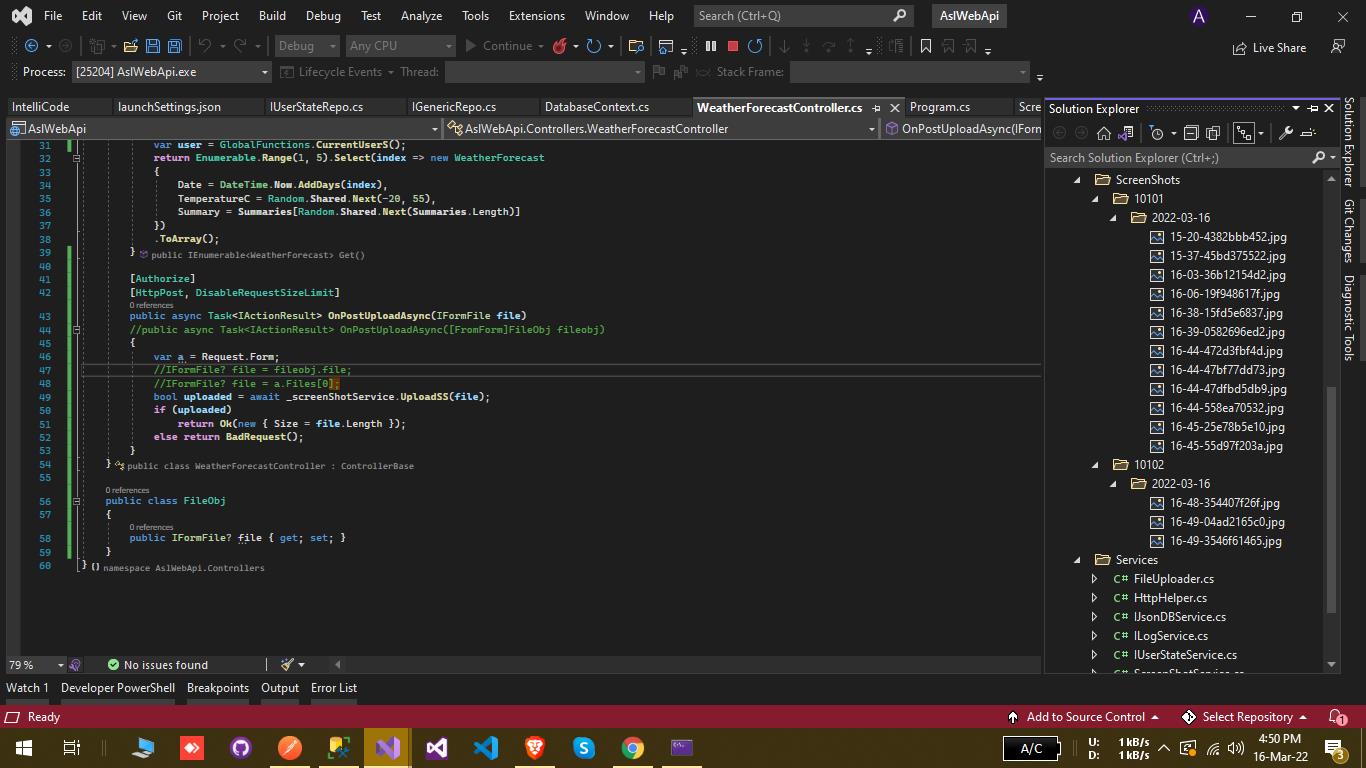 File Edit View Git Project Build Debug Test Analyze Tools Extensions Window Help Search (Ctrl+Q) AslWebApi A
Debug Any CPU Continue Live Share
Process: [25204] AslWebApi.exe Lifecycle Events Thread: Stack Frame:
IntelliCode launchSettings.json IUserStateRepo.cs IGenericRepo.cs DatabaseContext.cs WeatherForecastController.cs Program.cs Scre
AslWebApi AslWebApi.Controllers.WeatherForecastController OnPostUploadAsync(IForm
31 var user = GlobalFunctions.CurrentUserS();
32 return Enumerable.Range(1, 5).Select(index => new WeatherForecast
33 {
34 Date = DateTime.Now.AddDays(index),
35 TemperatureC = Random.Shared.Next(-20, 55),
36 Summary = Summaries[Random.Shared.Next(Summaries.Length)]
37 })
38 .ToArray();
39 } public IEnumerable<WeatherForecast> Get()
40
41 [Authorize]
42 [HttpPost, DisableRequestSizeLimit]
0 references
43 public async Task<IActionResult> OnPostUploadAsync(IFormFile file)
44 //public async Task<IActionResult> OnPostUploadAsync([FromForm]FileObj fileobj)
45 {
46 var a = Request.Form;
47 //IFormFile? file = fileobj.file;
48 //IFormFile? file = a.Files[0];
49 bool uploaded = await _screenShotService.UploadSS(file);
50 if (uploaded)
51 return Ok(new { Size = file.Length });
52 else return BadRequest();
53 }
54 } public class WeatherForecastController : ControllerBase
55
0 references
56 public class FileObj
57 {
0 references
58 public IFormFile? file { get; set; }
59 }
60 } namespace AslWebApi.Controllers
79 % No issues found
Solution Explorer
Search Solution Explorer (Ctrl+;)
ScreenShots
10101
2022-03-16
15-20-4382bbb452.jpg
15-37-45bd375522.jpg
16-03-36b12154d2.jpg
16-06-19f948617f.jpg
16-38-15fd5e6837.jpg
16-39-0582696ed2.jpg
16-44-472d3fbf4d.jpg
16-44-47bf77dd73.jpg
16-44-47dfbd5db9.jpg
16-44-558ea70532.jpg
16-45-25e78b5e10.jpg
16-45-55d97f203a.jpg
10102
2022-03-16
16-48-354407f26f.jpg
16-49-04ad2165c0.jpg
16-49-3546f61465.jpg
Services
C# FileUploader.cs
C# HttpHelper.cs
C# IJsonDBService.cs
C# ILogService.cs
C# IUserStateService.cs
C# ScreenShotService.cs
Solution Explorer
Git Changes
Diagnostic Tools
Watch 1 Developer PowerShell Breakpoints Output Error List
Ready Add to Source Control Select Repository 1
A/C U: 1 kB/s 4:50 PM
D: 1 kB/s 16-Mar-22 3